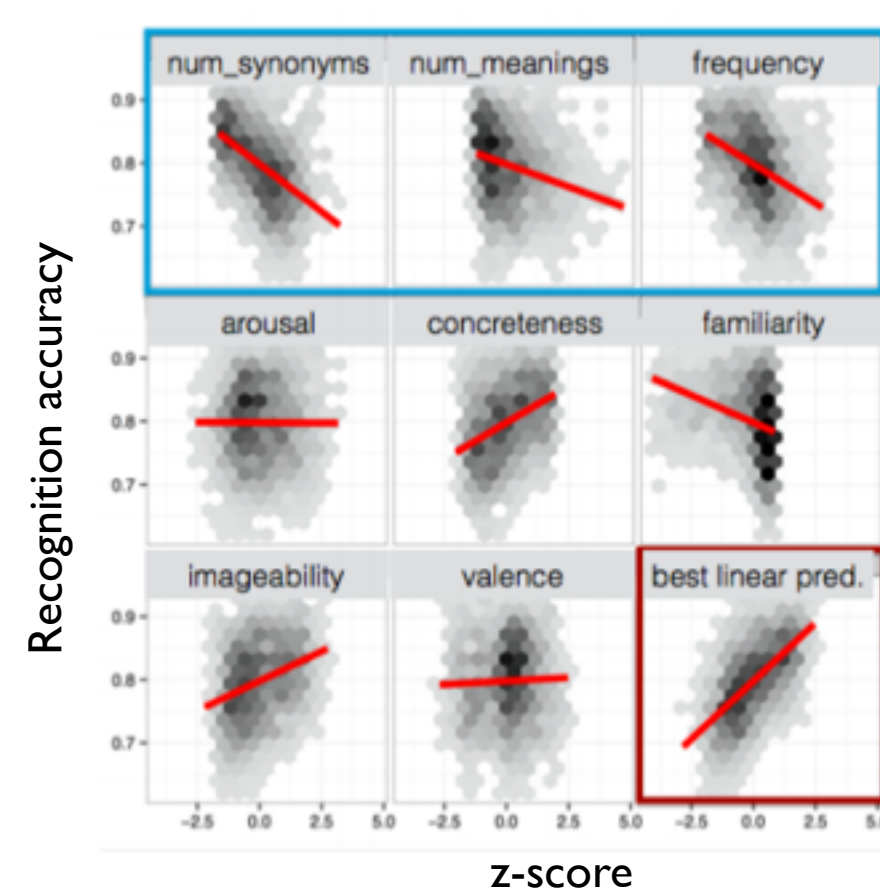 num_synonyms num_meanings frequency
0.9
0.8
0.7
arousal concreteness familiarity
0.9
0.8
0.7
imageability valence best linear pred.
0.9
0.8
0.7
−2.5 0.0 2.5 5.0 −2.5 0.0 2.5 5.0 −2.5 0.0 2.5
Recognition accuracy
z-score